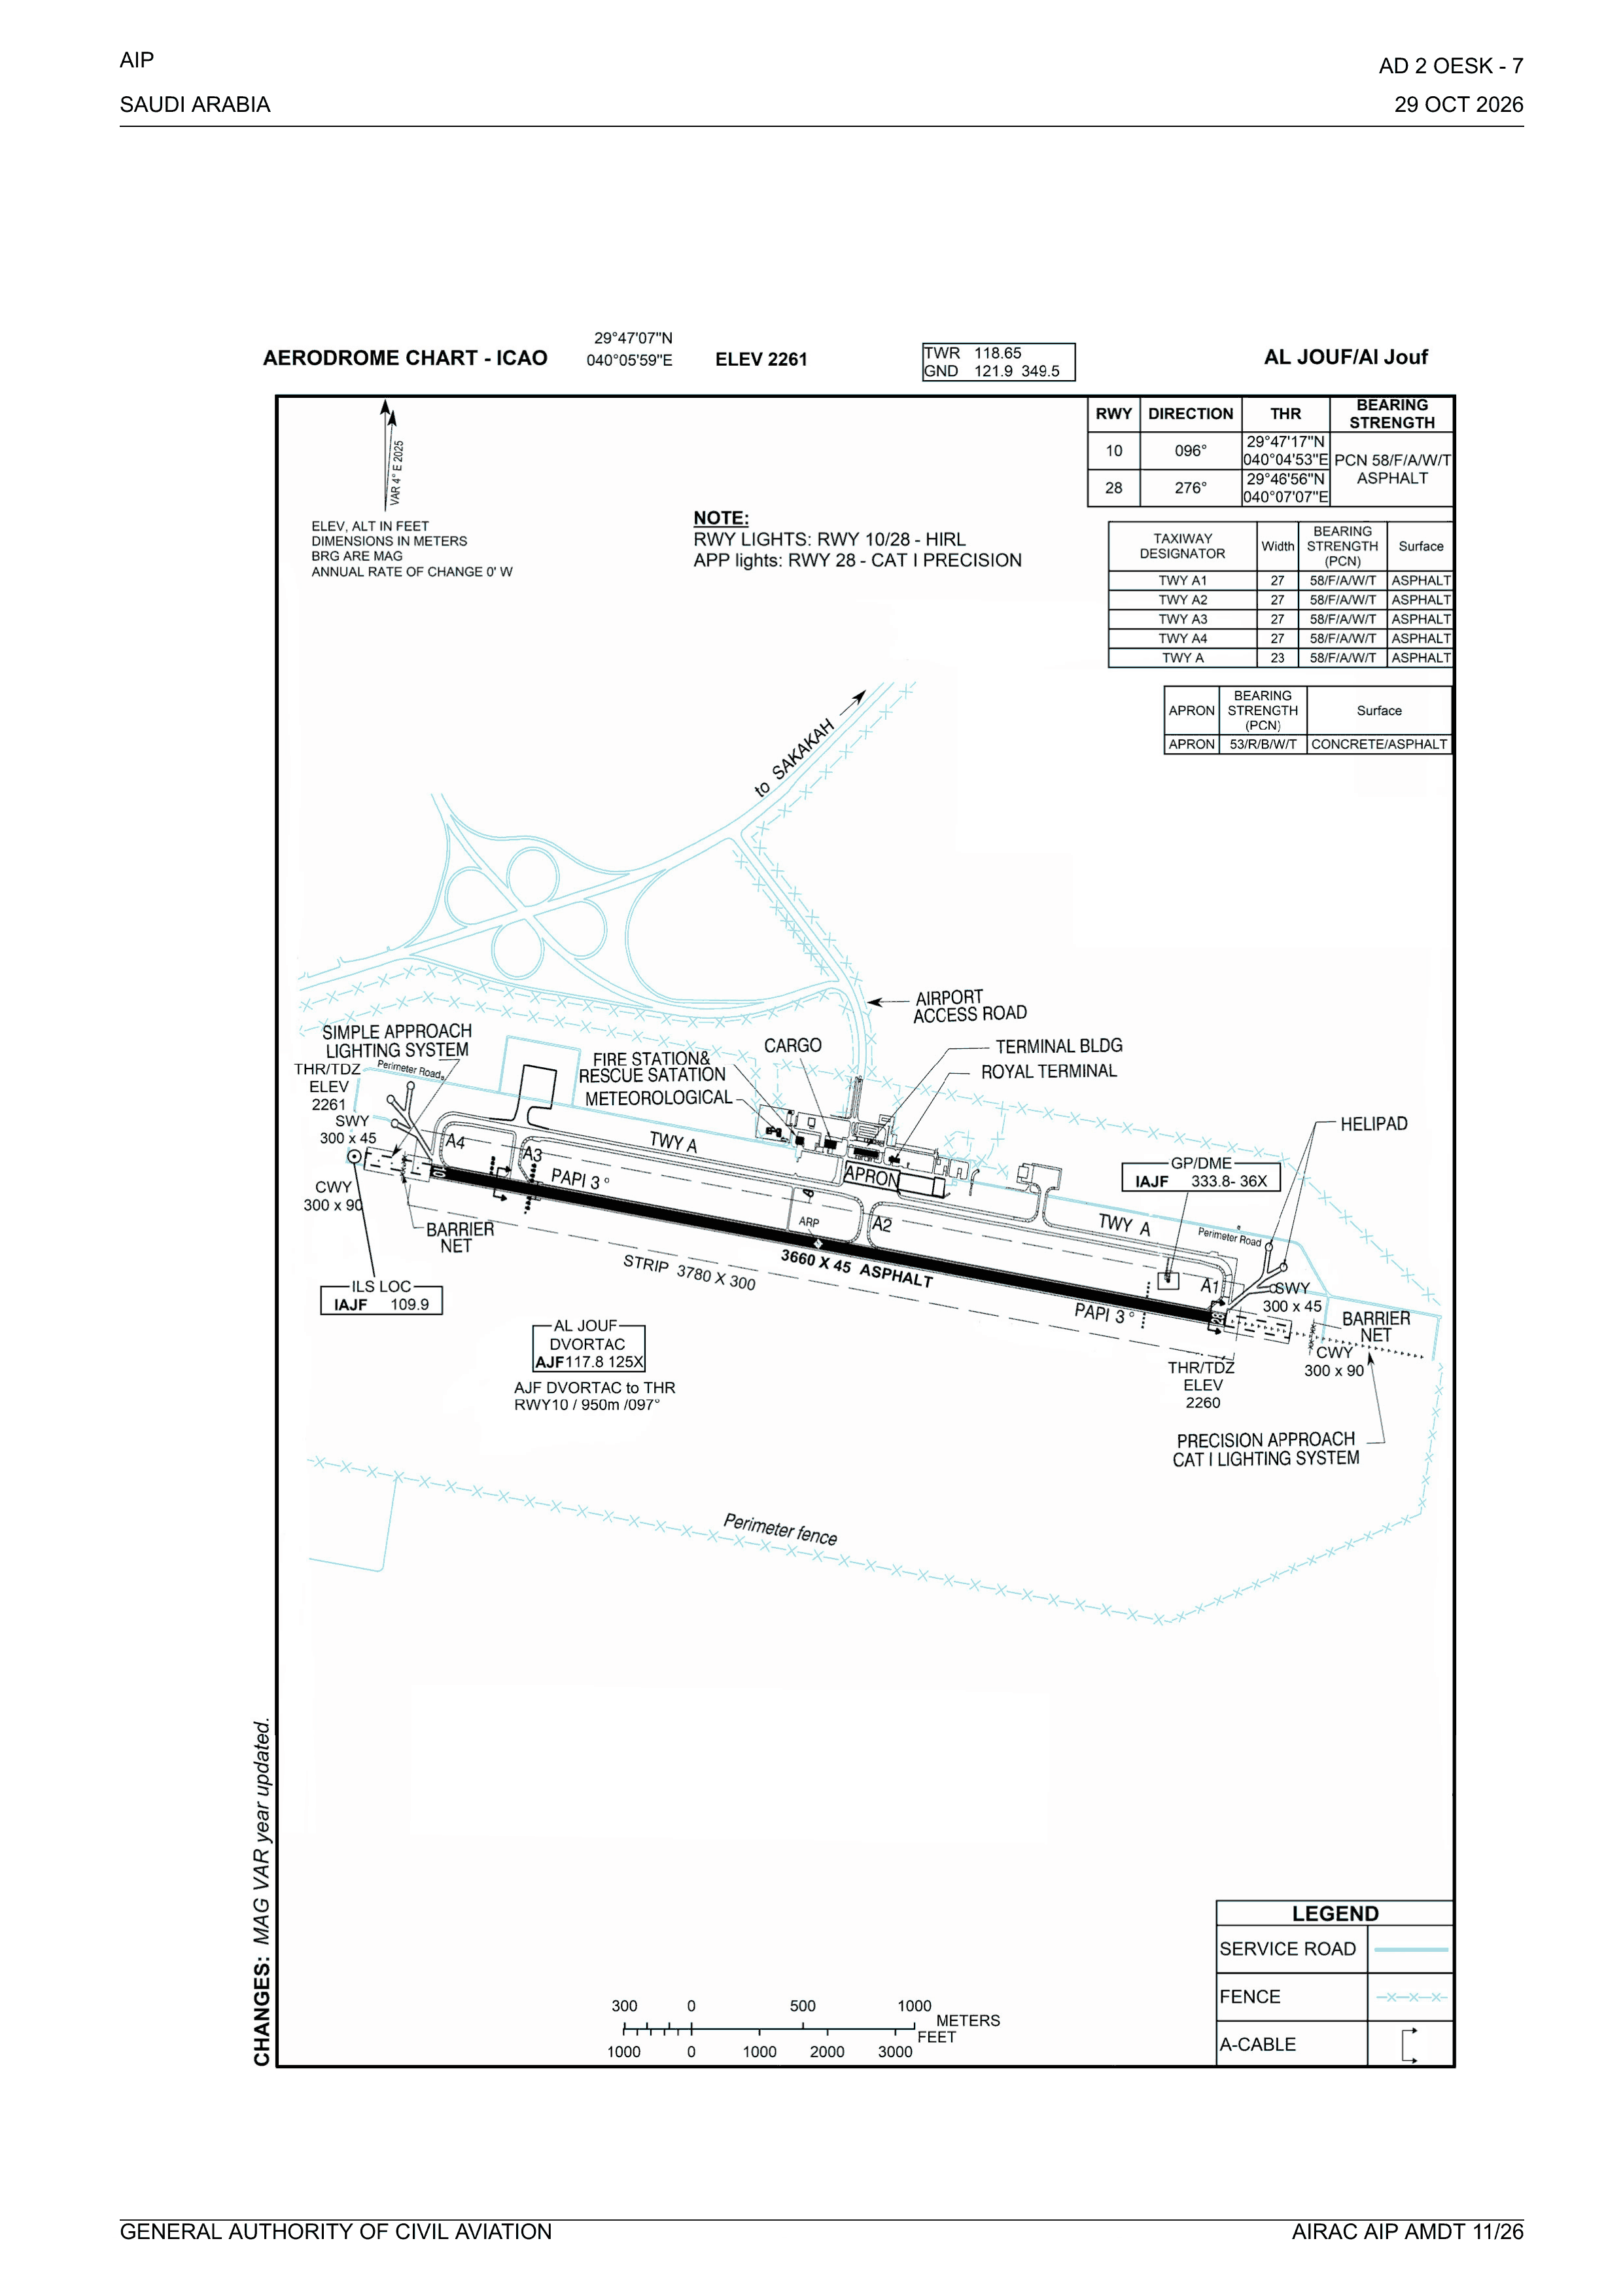 AIP
AD 2 OESK - 7
SAUDI ARABIA
29 OCT 2026
AERODROME CHART - ICAO
29°47'07"N
040°05'59"E
ELEV 2261
TWR 118.65
GND 121.9 349.5
AL JOUF/Al Jouf
VAR 4° E 2025
ELEV, ALT IN FEET
DIMENSIONS IN METERS
BRG ARE MAG
ANNUAL RATE OF CHANGE 0' W
NOTE:
RWY LIGHTS: RWY 10/28 - HIRL
APP lights: RWY 28 - CAT I PRECISION
RWY DIRECTION THR BEARING STRENGTH
10 096° 29°47'17"N 040°04'53"E PCN 58/F/A/W/T ASPHALT
28 276° 29°46'56"N 040°07'07"E
TAXIWAY DESIGNATOR Width BEARING STRENGTH (PCN) Surface
TWY A1 27 58/F/A/W/T ASPHALT
TWY A2 27 58/F/A/W/T ASPHALT
TWY A3 27 58/F/A/W/T ASPHALT
TWY A4 27 58/F/A/W/T ASPHALT
TWY A 23 58/F/A/W/T ASPHALT
APRON BEARING STRENGTH (PCN) Surface
APRON 53/R/B/W/T CONCRETE/ASPHALT
to SAKAKAH
AIRPORT
ACCESS ROAD
SIMPLE APPROACH
LIGHTING SYSTEM
THR/TDZ
ELEV
2261
Perimeter Road
SWY
300 x 45
CWY
300 x 90
FIRE STATION&
RESCUE SATATION
METEOROLOGICAL
CARGO
TERMINAL BLDG
ROYAL TERMINAL
HELIPAD
A4
A3
TWY A
APRON
PAPI 3°
GP/DME
IAJF 333.8- 36X
BARRIER
NET
ARP
A2
TWY A
Perimeter Road
3660 X 45 ASPHALT
STRIP 3780 X 300
A1
SWY
300 x 45
PAPI 3°
28
BARRIER
NET
CWY
300 x 90
ILS LOC
IAJF 109.9
AL JOUF
DVORTAC
AJF 117.8 125X
AJF DVORTAC to THR
RWY10 / 950m /097°
THR/TDZ
ELEV
2260
PRECISION APPROACH
CAT I LIGHTING SYSTEM
Perimeter fence
CHANGES: MAG VAR year updated.
300 0 500 1000
METERS
FEET
1000 0 1000 2000 3000
LEGEND
SERVICE ROAD
FENCE
A-CABLE
GENERAL AUTHORITY OF CIVIL AVIATION
AIRAC AIP AMDT 11/26